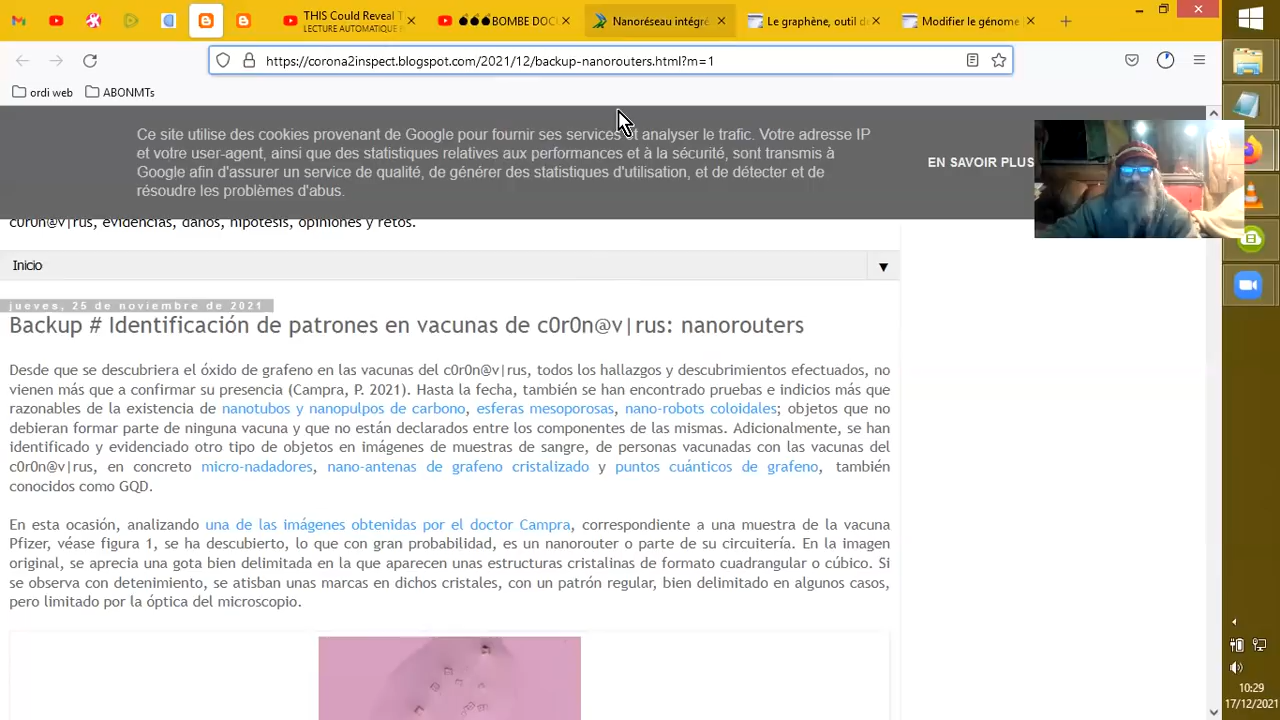 THIS Could Reveal T
LECTURE AUTOMATIQUE
BOMBE DOC
Nanoréseau intégré
Le graphène, outil de
Modifier le génome
https://corona2inspect.blogspot.com/2021/12/backup-nanorouters.html?m=1
ordi web
ABONMTs
Ce site utilise des cookies provenant de Google pour fournir ses services et analyser le trafic. Votre adresse IP
et votre user-agent, ainsi que des statistiques relatives aux performances et à la sécurité, sont transmis à
Google afin d'assurer un service de qualité, de générer des statistiques d'utilisation, et de détecter et de
résoudre les problèmes d'abus.
EN SAVOIR PLUS
c0r0n@v|rus, evidencias, daños, hipótesis, opiniones y retos.
Inicio
▼
jueves, 25 de noviembre de 2021
Backup # Identificación de patrones en vacunas de c0r0n@v|rus: nanorouters
Desde que se descubriera el óxido de grafeno en las vacunas del c0r0n@v|rus, todos los hallazgos y descubrimientos efectuados, no
vienen más que a confirmar su presencia (Campra, P. 2021). Hasta la fecha, también se han encontrado pruebas e indicios más que
razonables de la existencia de nanotubos y nanopulpos de carbono, esferas mesoporosas, nano-robots coloidales; objetos que no
debieran formar parte de ninguna vacuna y que no están declarados entre los componentes de las mismas. Adicionalmente, se han
identificado y evidenciado otro tipo de objetos en imágenes de muestras de sangre, de personas vacunadas con las vacunas del
c0r0n@v|rus, en concreto micro-nadadores, nano-antenas de grafeno cristalizado y puntos cuánticos de grafeno, también
conocidos como GQD.
En esta ocasión, analizando una de las imágenes obtenidas por el doctor Campra, correspondiente a una muestra de la vacuna
Pfizer, véase figura 1, se ha descubierto, lo que con gran probabilidad, es un nanorouter o parte de su circuitería. En la imagen
original, se aprecia una gota bien delimitada en la que aparecen unas estructuras cristalinas de formato cuadrangular o cúbico. Si
se observa con detenimiento, se atisban unas marcas en dichos cristales, con un patrón regular, bien delimitado en algunos casos,
pero limitado por la óptica del microscopio.
10:29
17/12/2021